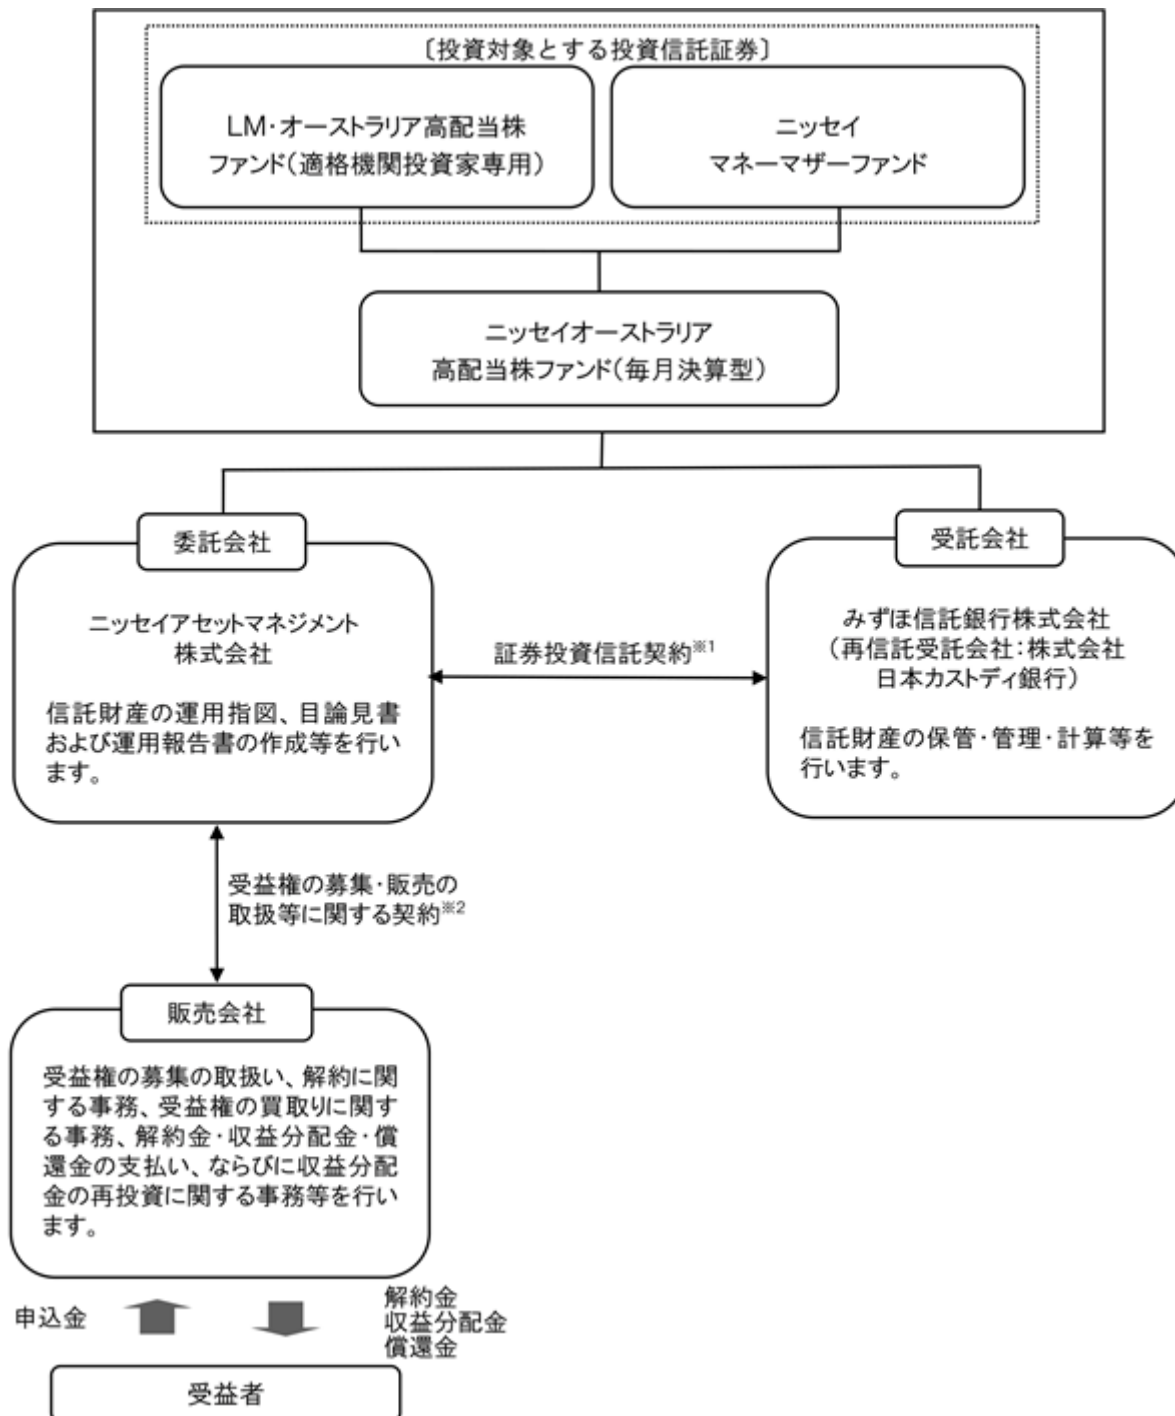 〔投資対象とする投資信託証券〕
LM・オーストラリア高配当株
ファンド(適格機関投資家専用)
ニッセイ
マネーマザーファンド
ニッセイオーストラリア
高配当株ファンド(毎月決算型)
委託会社
ニッセイアセットマネジメント
株式会社
信託財産の運用指図、目論見書
および運用報告書の作成等を行い
ます。
証券投資信託契約※1
受託会社
みずほ信託銀行株式会社
(再信託受託会社:株式会社
日本カストディ銀行)
信託財産の保管・管理・計算等を
行います。
受益権の募集・販売の
取扱等に関する契約※2
販売会社
受益権の募集の取扱い、解約に関
する事務、受益権の買取りに関す
る事務、解約金・収益分配金・償
還金の支払い、ならびに収益分配
金の再投資に関する事務等を行い
ます。
申込金
解約金
収益分配金
償還金
受益者